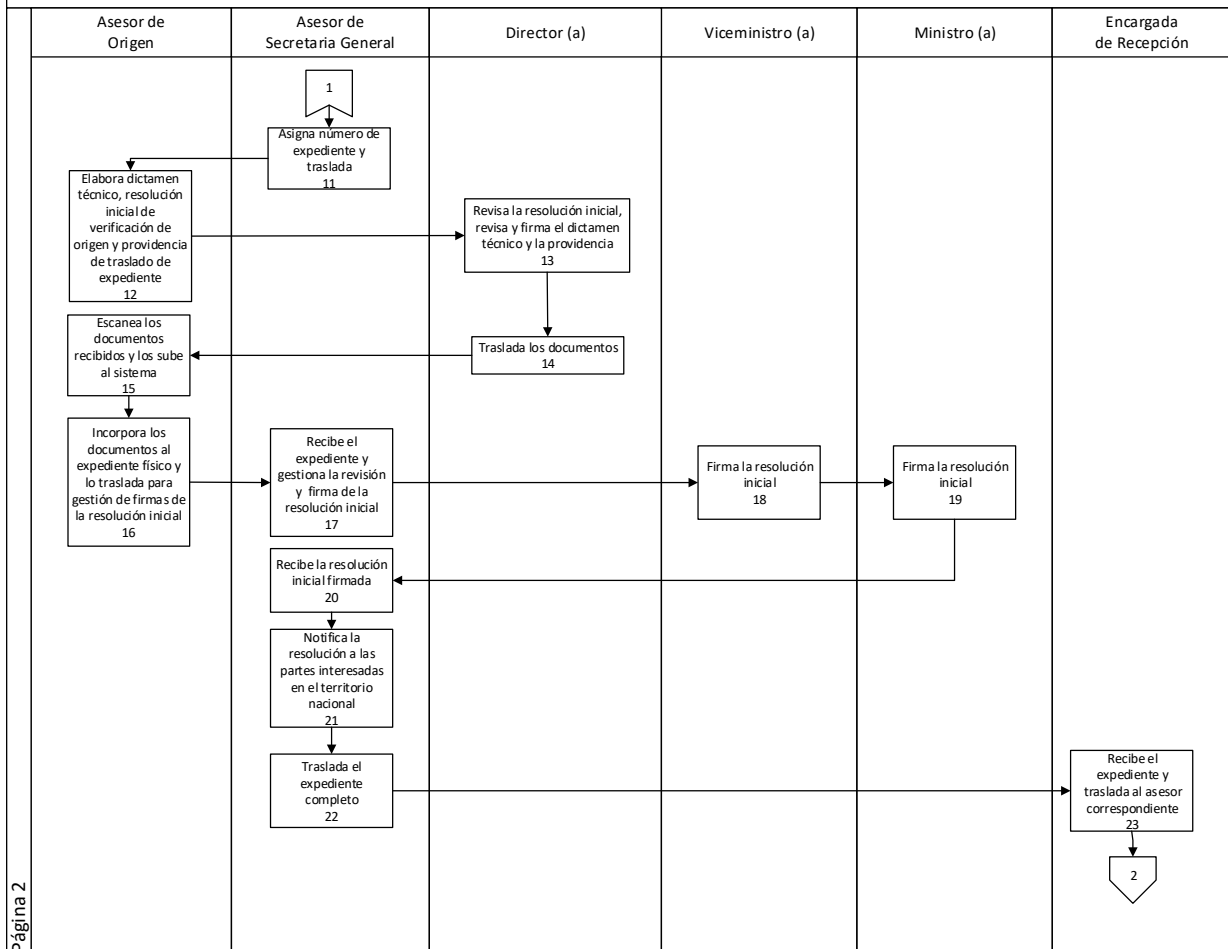 Asesor de
Origen
Asesor de
Secretaria General
Director (a)
Viceministro (a)
Ministro (a)
Encargada
de Recepción
1
Asigna número de
expediente y
traslada
11
Elabora dictamen
técnico, resolución
inicial de
verificación de
origen y providencia
de traslado de
expediente
12
Revisa la resolución inicial,
revisa y firma el dictamen
técnico y la providencia
13
Traslada los documentos
14
Escanea los
documentos
recibidos y los sube
al sistema
15
Incorpora los
documentos al
expediente físico y
lo traslada para
gestión de firmas de
la resolución inicial
16
Recibe el
expediente y
gestiona la revisión
y firma de la
resolución inicial
17
Firma la resolución
inicial
18
Firma la resolución
inicial
19
Recibe la resolución
inicial firmada
20
Notifica la
resolución a las
partes interesadas
en el territorio
nacional
21
Traslada el
expediente
completo
22
Recibe el
expediente y
traslada al asesor
correspondiente
23
2
Página 2